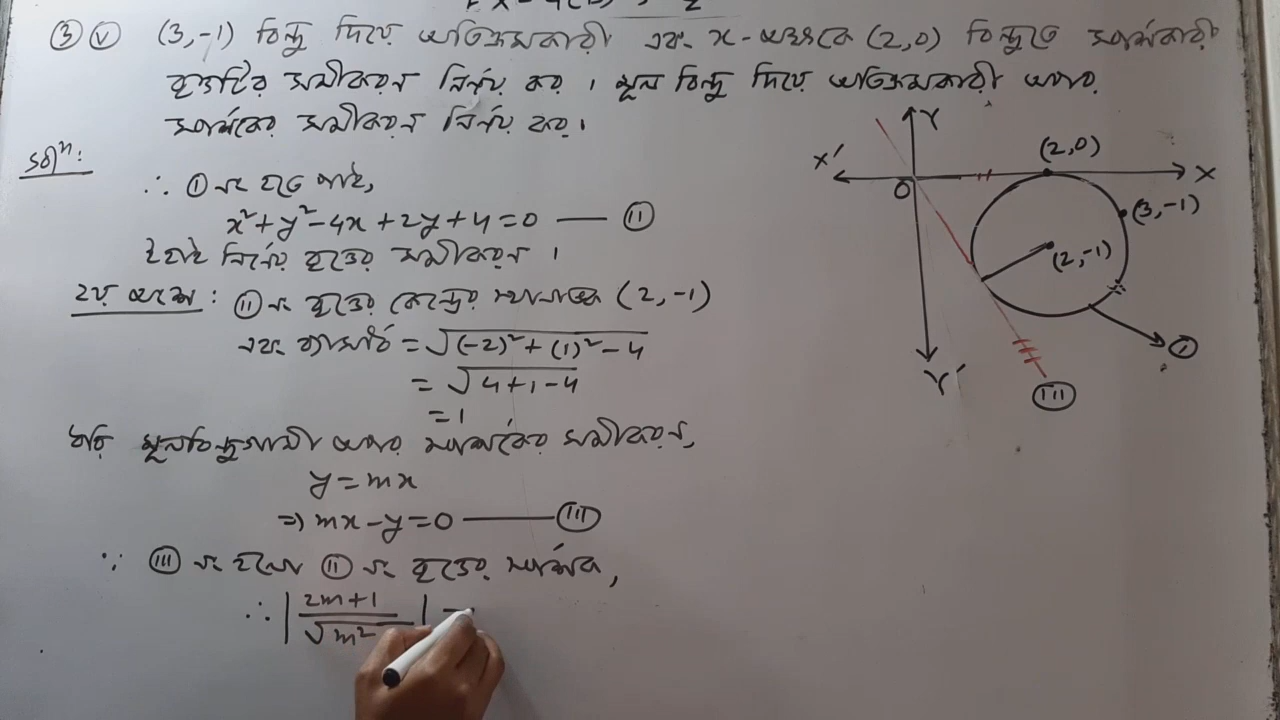 ③ ⓥ (3,-1) বিন্দু দিয়ে অতিক্রমকারী এবং x-অক্ষকে (2,0) বিন্দুতে স্পর্শকারী
বৃত্তটির সমীকরণ নির্ণয় কর । মূল বিন্দু দিয়ে অতিক্রমকারী অপর
স্পর্শকের সমীকরণ নির্ণয় কর।
∴ ① নং হতে পাই,
x²+y²-4x+2y+4=0 — ⑪
ইহাই নির্ণেয় বৃত্তের সমীকরণ ।
২য় অংশ : ⑪ নং বৃত্তের কেন্দ্রের স্থানাঙ্ক (2,-1)
এবং ব্যাসার্ধ = √(-2)²+(1)²-4
= √4+1-4
=1
ধরি মূলবিন্দুগামী অপর স্পর্শকের সমীকরণ,
y=mx
⇒ mx-y=0 — (III)
∵ (III) নং হলো (II) নং বৃত্তের স্পর্শক,
∴ |2m+1/√m²|
Y
X'
O
X
(2,0)
(3,-1)
(2,-1)
Y'
(I)
(III)